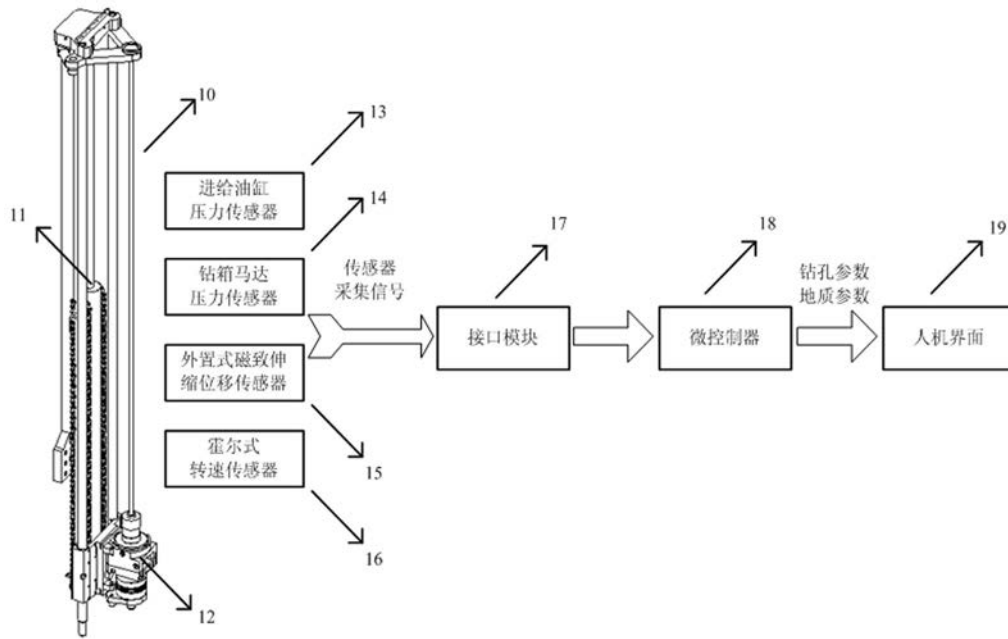 10
13
进给油缸
压力传感器
14
11
钻箱马达
压力传感器
传感器
采集信号
17
接口模块
18
微控制器
钻孔参数
地质参数
19
人机界面
外置式磁致伸
缩位移传感器
15
霍尔式
转速传感器
16
12